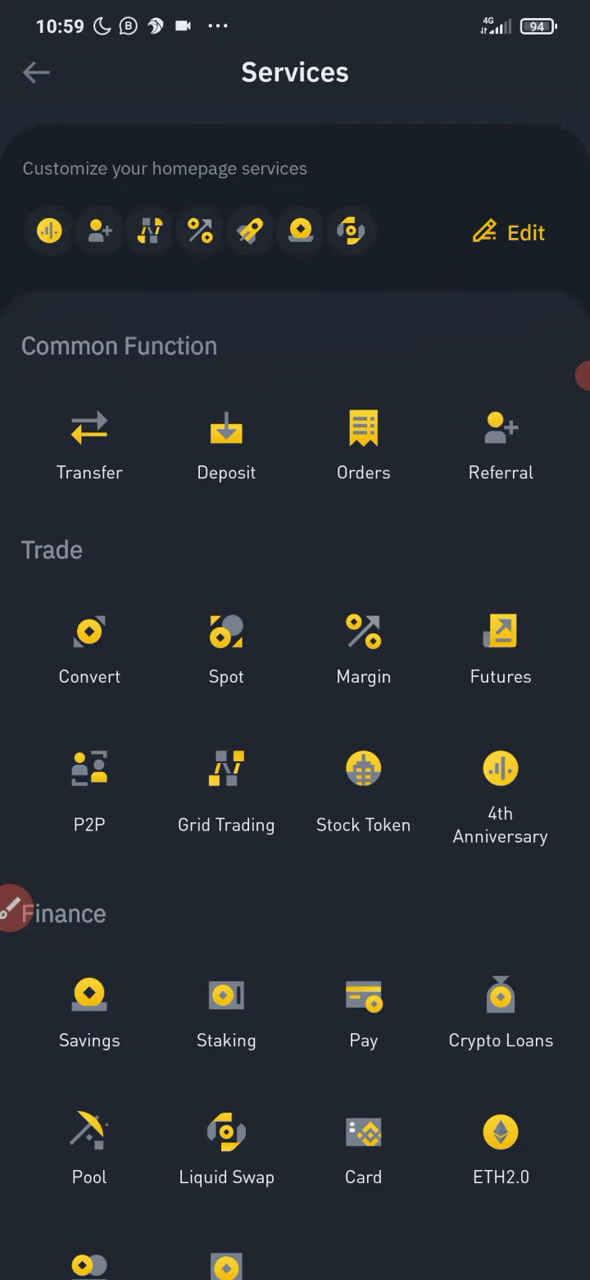 10:59 4G 94
Services
Customize your homepage services
Edit
Common Function
Transfer Deposit Orders Referral
Trade
Convert Spot Margin Futures
P2P Grid Trading Stock Token 4th
Anniversary
Finance
Savings Staking Pay Crypto Loans
Pool Liquid Swap Card ETH2.0